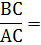 BC/AC =